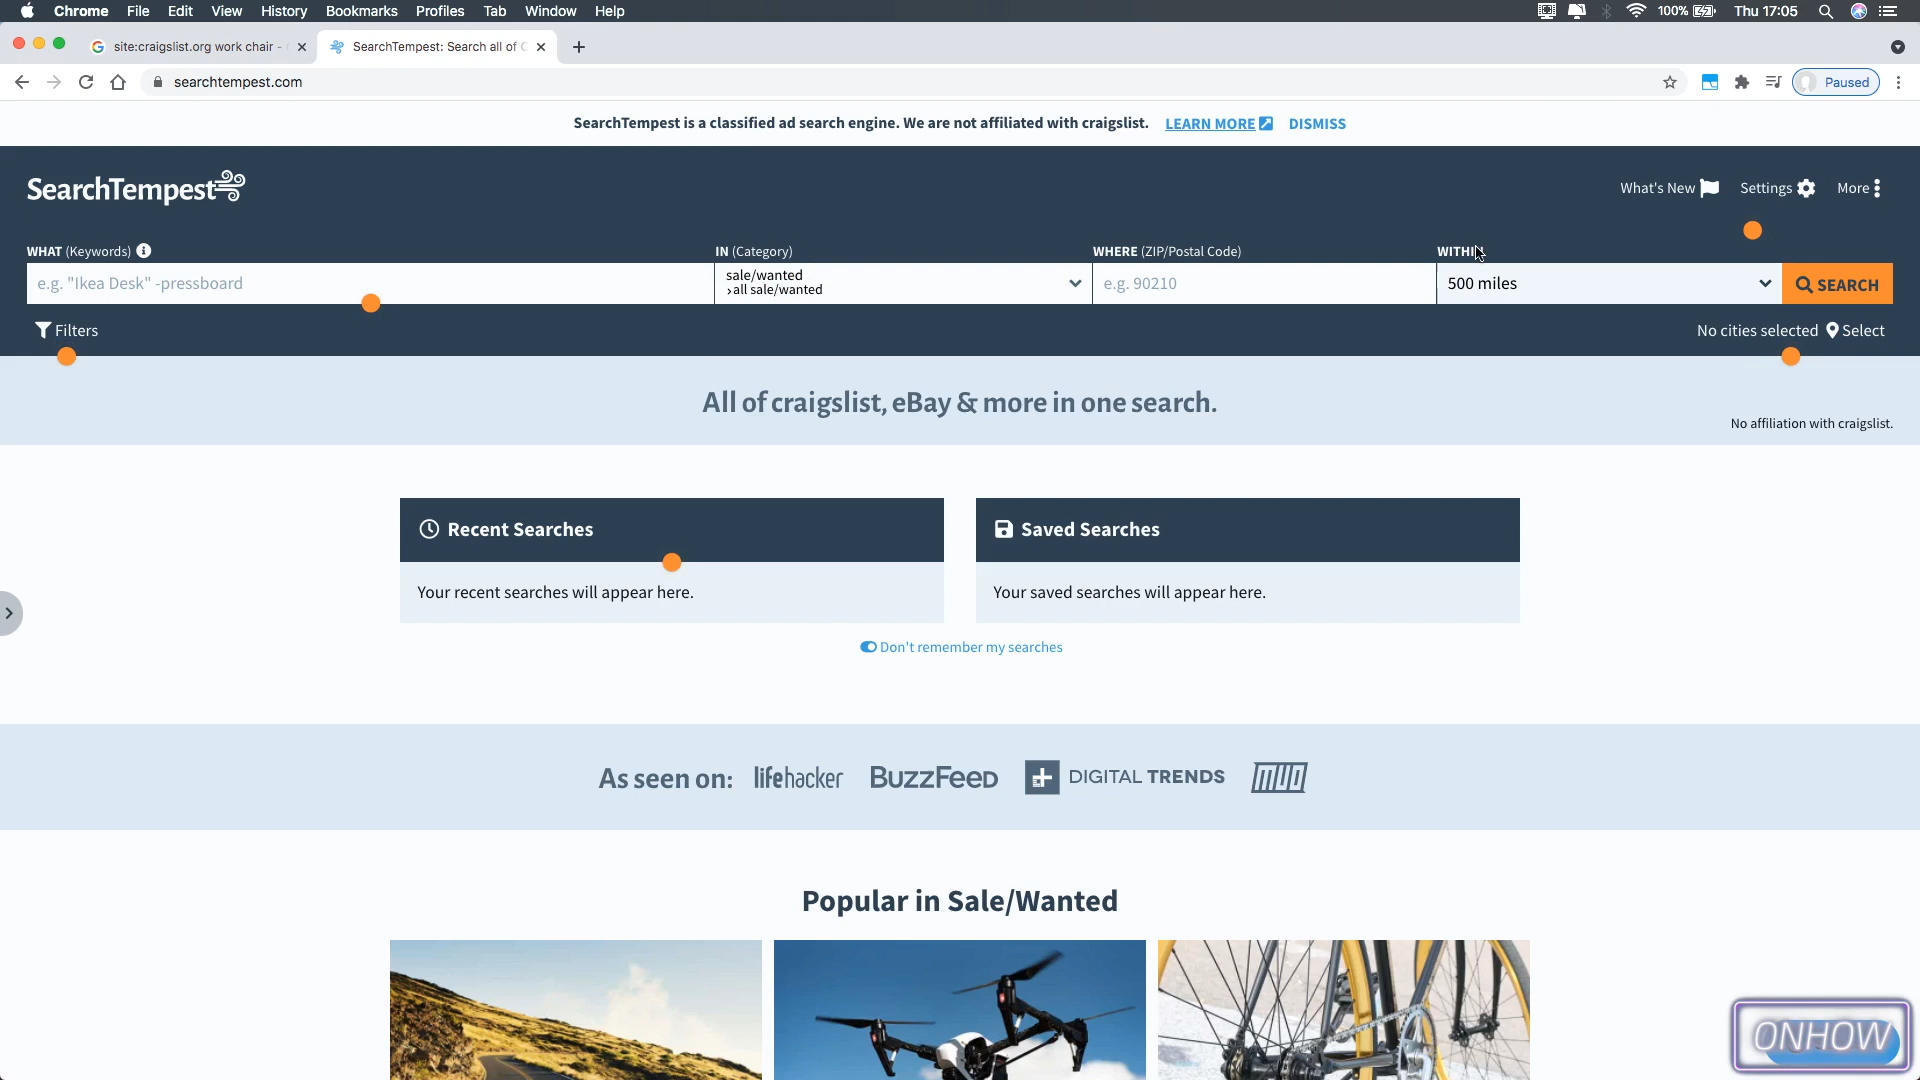 Chrome File Edit View History Bookmarks Profiles Tab Window Help 100% Thu 17:05
site:craigslist.org work chair - SearchTempest: Search all of C
searchtempest.com Paused
SearchTempest is a classified ad search engine. We are not affiliated with craigslist. LEARN MORE DISMISS
SearchTempest What's New Settings More
WHAT (Keywords) IN (Category) WHERE (ZIP/Postal Code) WITHIN
e.g. "Ikea Desk" -pressboard sale/wanted e.g. 90210 500 miles SEARCH
›all sale/wanted
Filters No cities selected Select
All of craigslist, eBay & more in one search.
No affiliation with craigslist.
Recent Searches Saved Searches
Your recent searches will appear here. Your saved searches will appear here.
Don't remember my searches
As seen on: lifehacker BuzzFeed DIGITAL TRENDS
Popular in Sale/Wanted
ONHOW